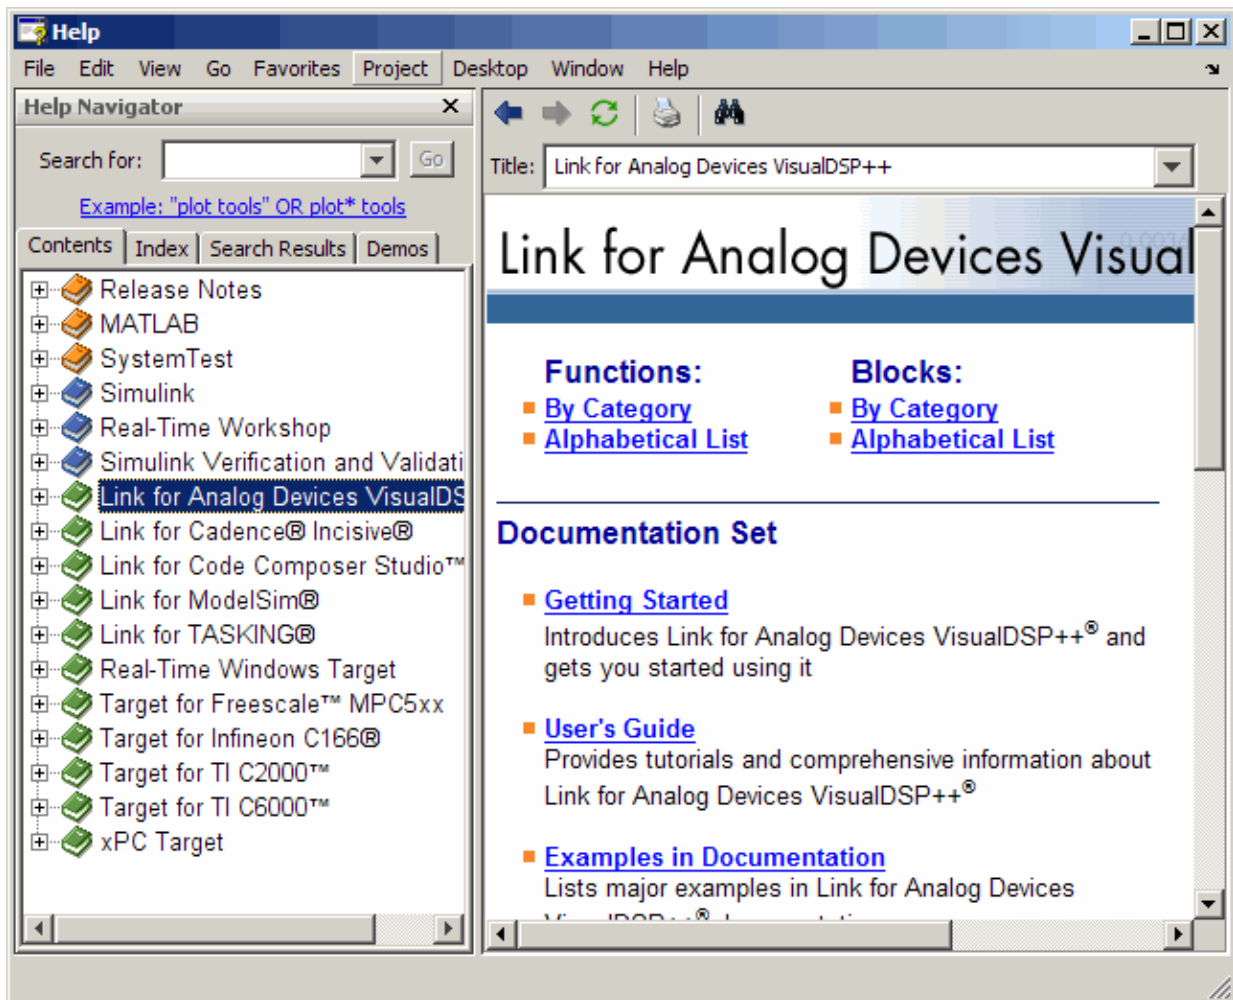 Help
File Edit View Go Favorites Project Desktop Window Help
Help Navigator
Search for:
Go
Example: "plot tools" OR plot* tools
Contents Index Search Results Demos
Release Notes
MATLAB
SystemTest
Simulink
Real-Time Workshop
Simulink Verification and Validati
Link for Analog Devices VisualDS
Link for Cadence® Incisive®
Link for Code Composer Studio™
Link for ModelSim®
Link for TASKING®
Real-Time Windows Target
Target for Freescale™ MPC5xx
Target for Infineon C166®
Target for TI C2000™
Target for TI C6000™
xPC Target
Title: Link for Analog Devices VisualDSP++
Link for Analog Devices Visual
Functions:
By Category
Alphabetical List
Blocks:
By Category
Alphabetical List
Documentation Set
Getting Started
Introduces Link for Analog Devices VisualDSP++® and
gets you started using it
User's Guide
Provides tutorials and comprehensive information about
Link for Analog Devices VisualDSP++®
Examples in Documentation
Lists major examples in Link for Analog Devices